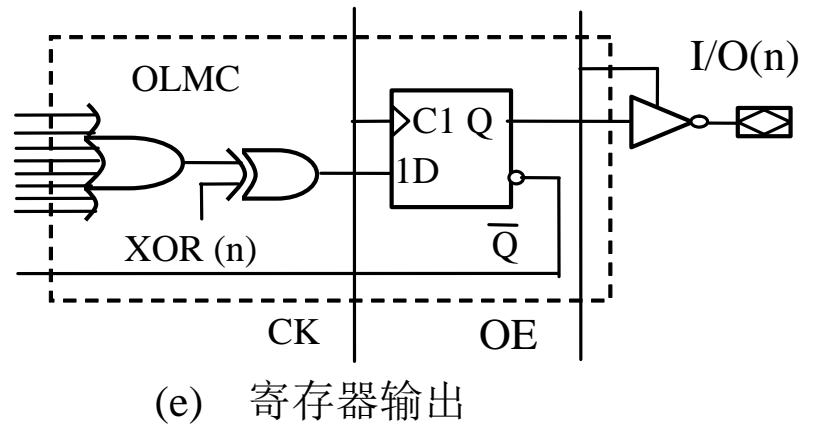 I/O(n)
OLMC
C1 Q
1D
XOR (n)
Q̅
CK
OE
(e) 寄存器输出